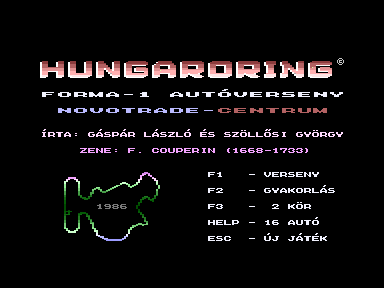 HUNGARORING©
FORMA-1 AUTÓVERSENY
NOVOTRADE-CENTRUM
ÍRTA: GÁSPÁR LÁSZLÓ ÉS SZÖLLŐSI GYÖRGY
ZENE: F. COUPERIN (1668-1733)
F1 - VERSENY
F2 - GYAKORLÁS
F3 - 2 KÖR
HELP - 16 AUTÓ
ESC - ÚJ JÁTÉK
1986